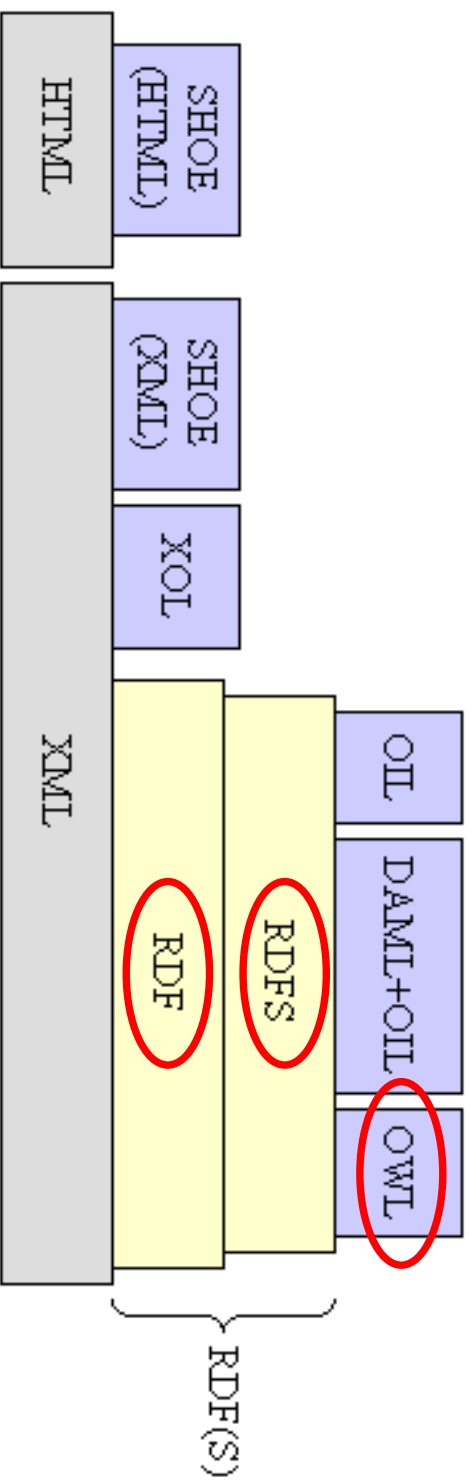 OIL
DAML+OIL
OWL
RDFS
RDF(S)
SHOE
(HTML)
SHOE
(XML)
XOL
RDF
HTML
XML